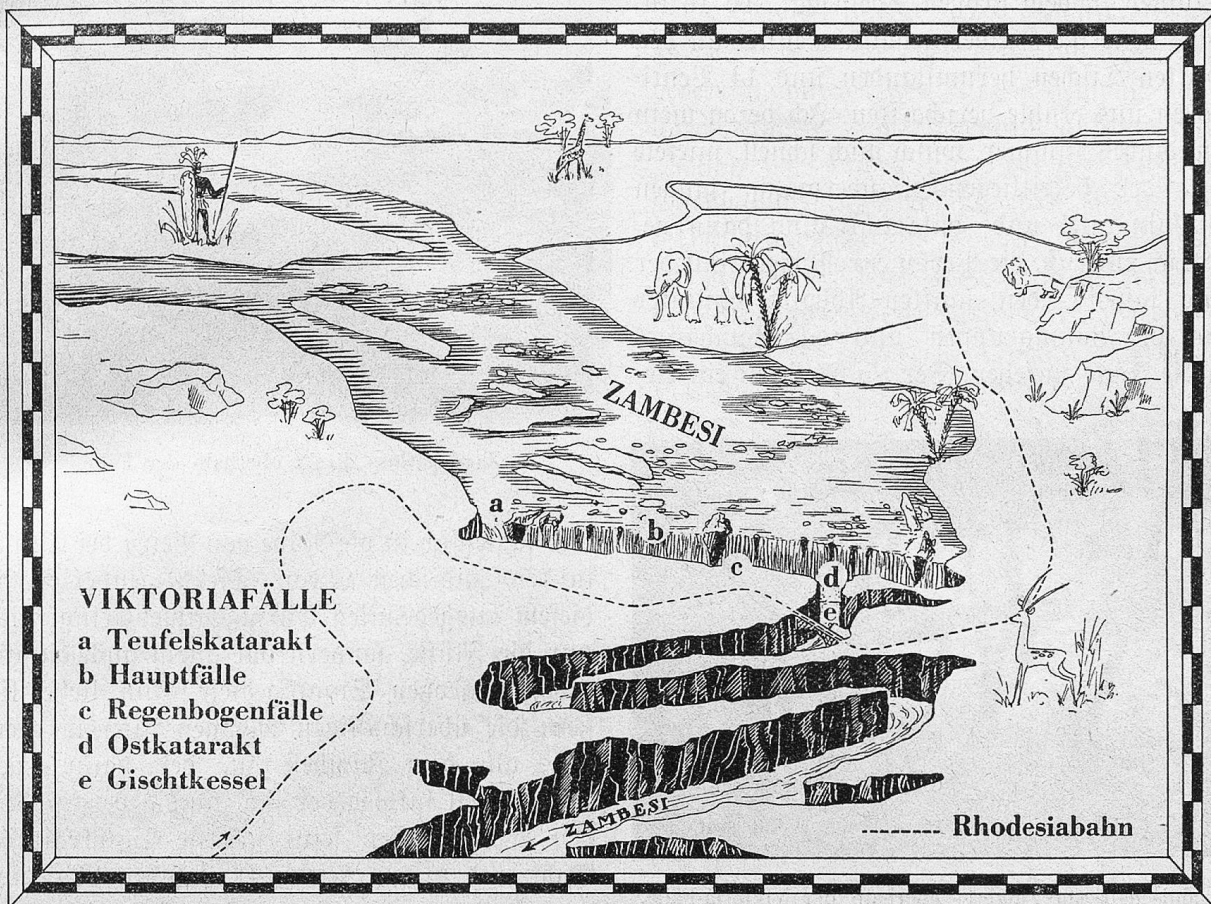 ZAMBESI
a
b
c
d
e
VIKTORIAFÄLLE
a Teufelskatarakt
b Hauptfälle
c Regenbogenfälle
d Ostkatarakt
e Gischtkessel
ZAMBESI
Rhodesiabahn